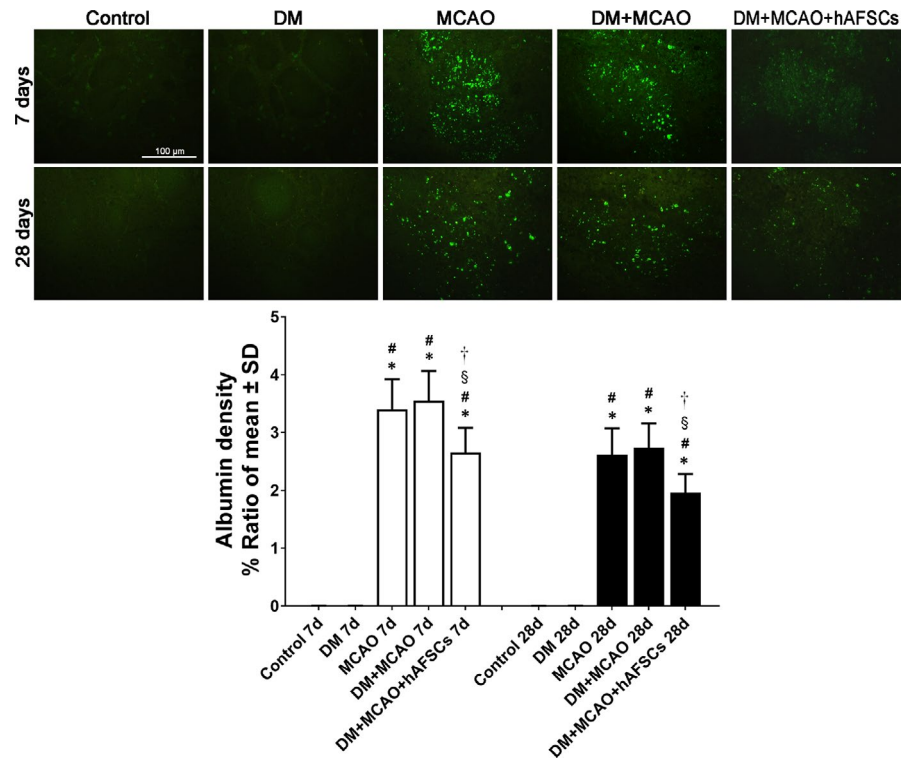 Control DM MCAO DM+MCAO DM+MCAO+hAFSCs
7 days
100 µm
28 days
Albumin density
% Ratio of mean ± SD
5
4
3
2
1
0
# # †
* * §
#
*
# # †
* * §
#
*
Control 7d
DM 7d
MCAO 7d
DM+MCAO 7d
DM+MCAO+hAFSCs 7d
Control 28d
DM 28d
MCAO 28d
DM+MCAO 28d
DM+MCAO+hAFSCs 28d